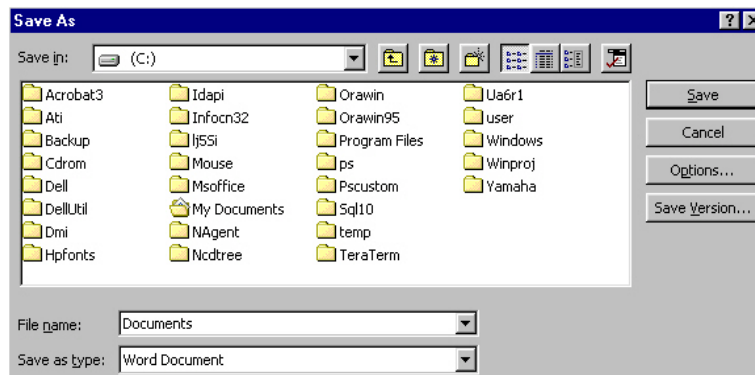 Save As
Save in: (C:)
Acrobat3 Idapi Orawin Ua6r1
Ati Infocn32 Orawin95 user
Backup lj5Si Program Files Windows
Cdrom Mouse ps Winproj
Dell Msoffice Pscustom Yamaha
DellUtil My Documents Sql10
Dmi NAgent temp
Hpfonts Ncdtree TeraTerm
Save
Cancel
Options...
Save Version...
File name: Documents
Save as type: Word Document